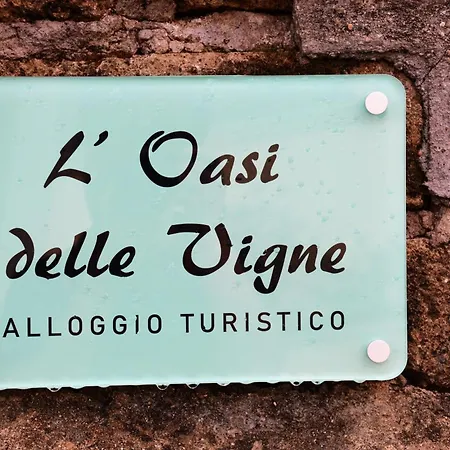 L' Oasi
delle Vigne
ALLOGGIO TURISTICO